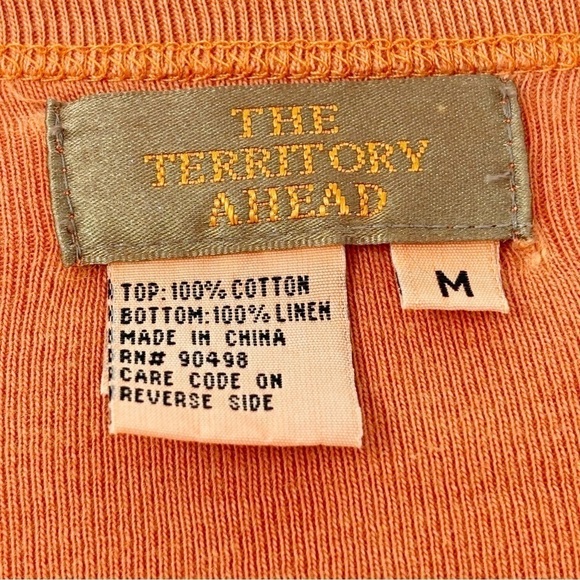 THE
TERRITORY
AHEAD
M
TOP: 100% COTTON
BOTTOM: 100% LINEN
MADE IN CHINA
RN# 90498
CARE CODE ON
REVERSE SIDE